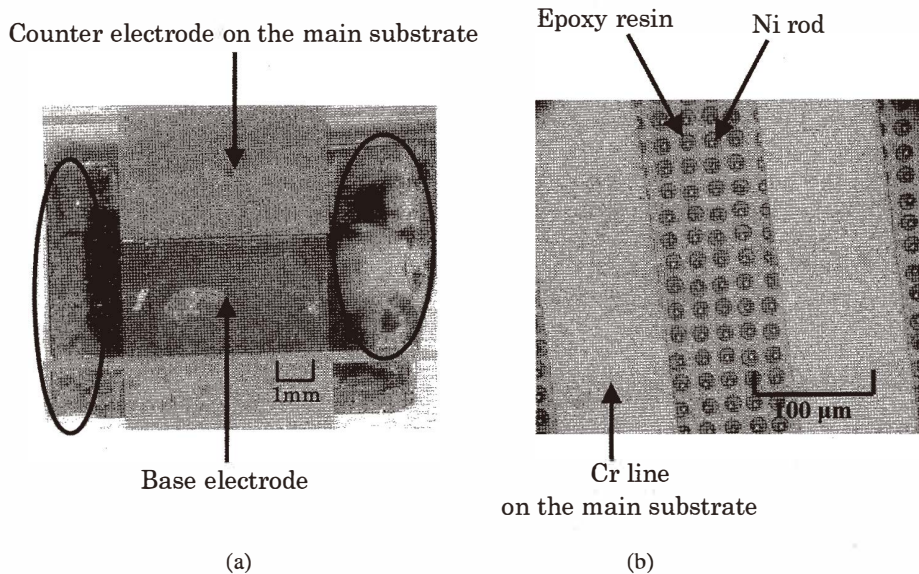 Counter electrode on the main substrate
1mm
Base electrode
(a)
Epoxy resin
Ni rod
100 μm
Cr line
on the main substrate
(b)